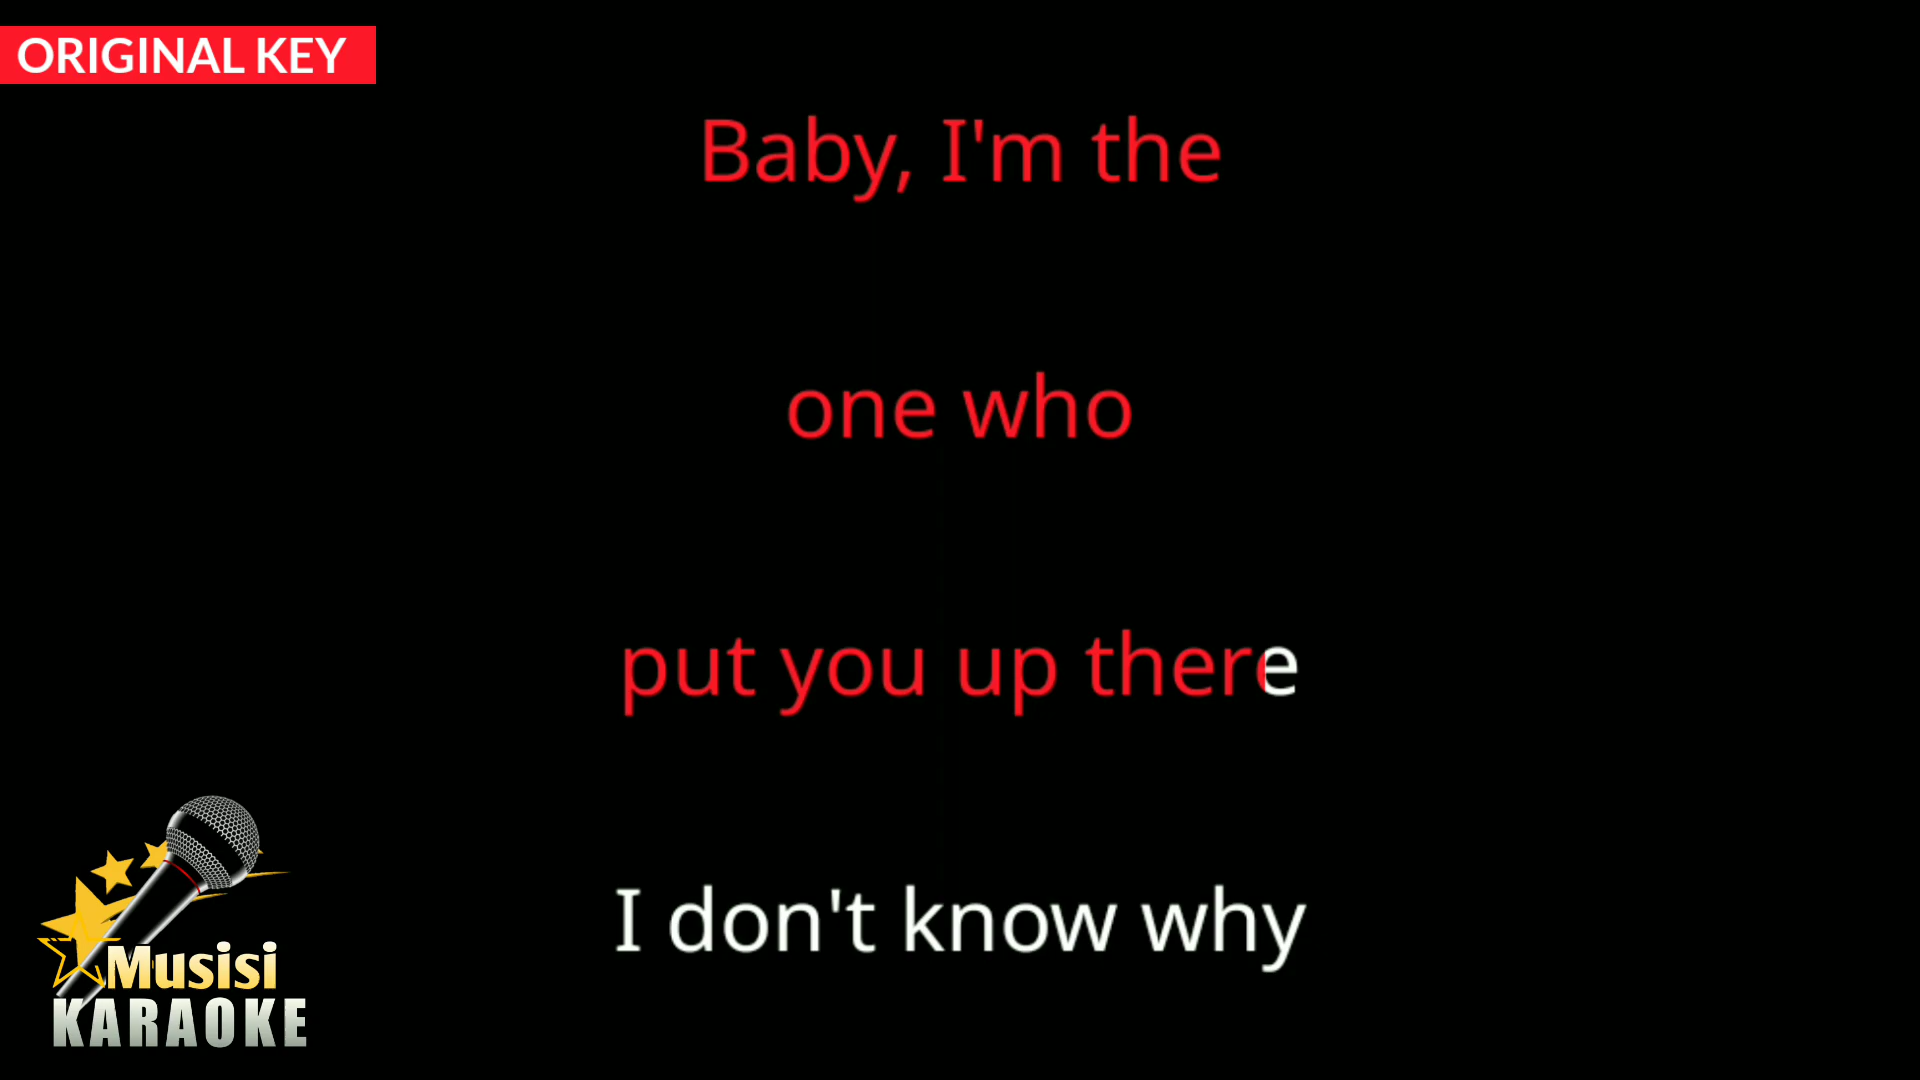 ORIGINAL KEY
Baby, I'm the
one who
put you up there
I don't know why
Musisi
KARAOKE